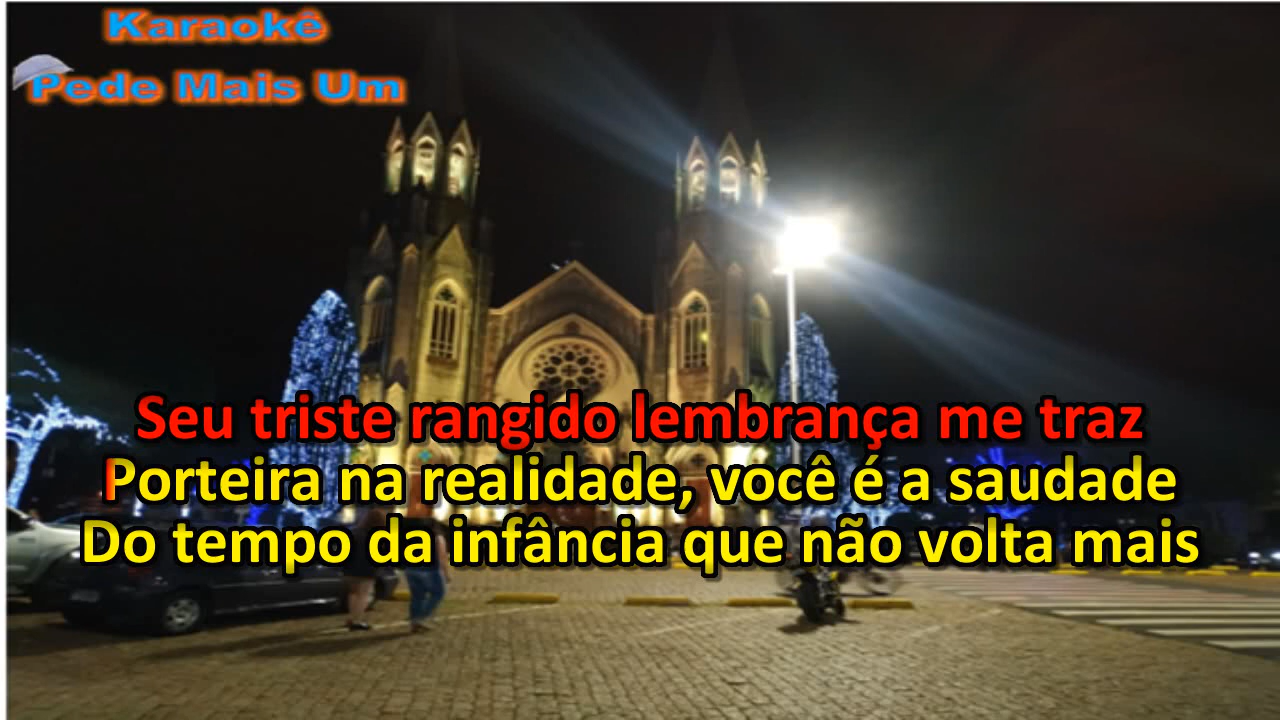 Karaokê
Pede Mais Um
Seu triste rangido lembrança me traz
Porteira na realidade, você é a saudade
Do tempo da infância que não volta mais